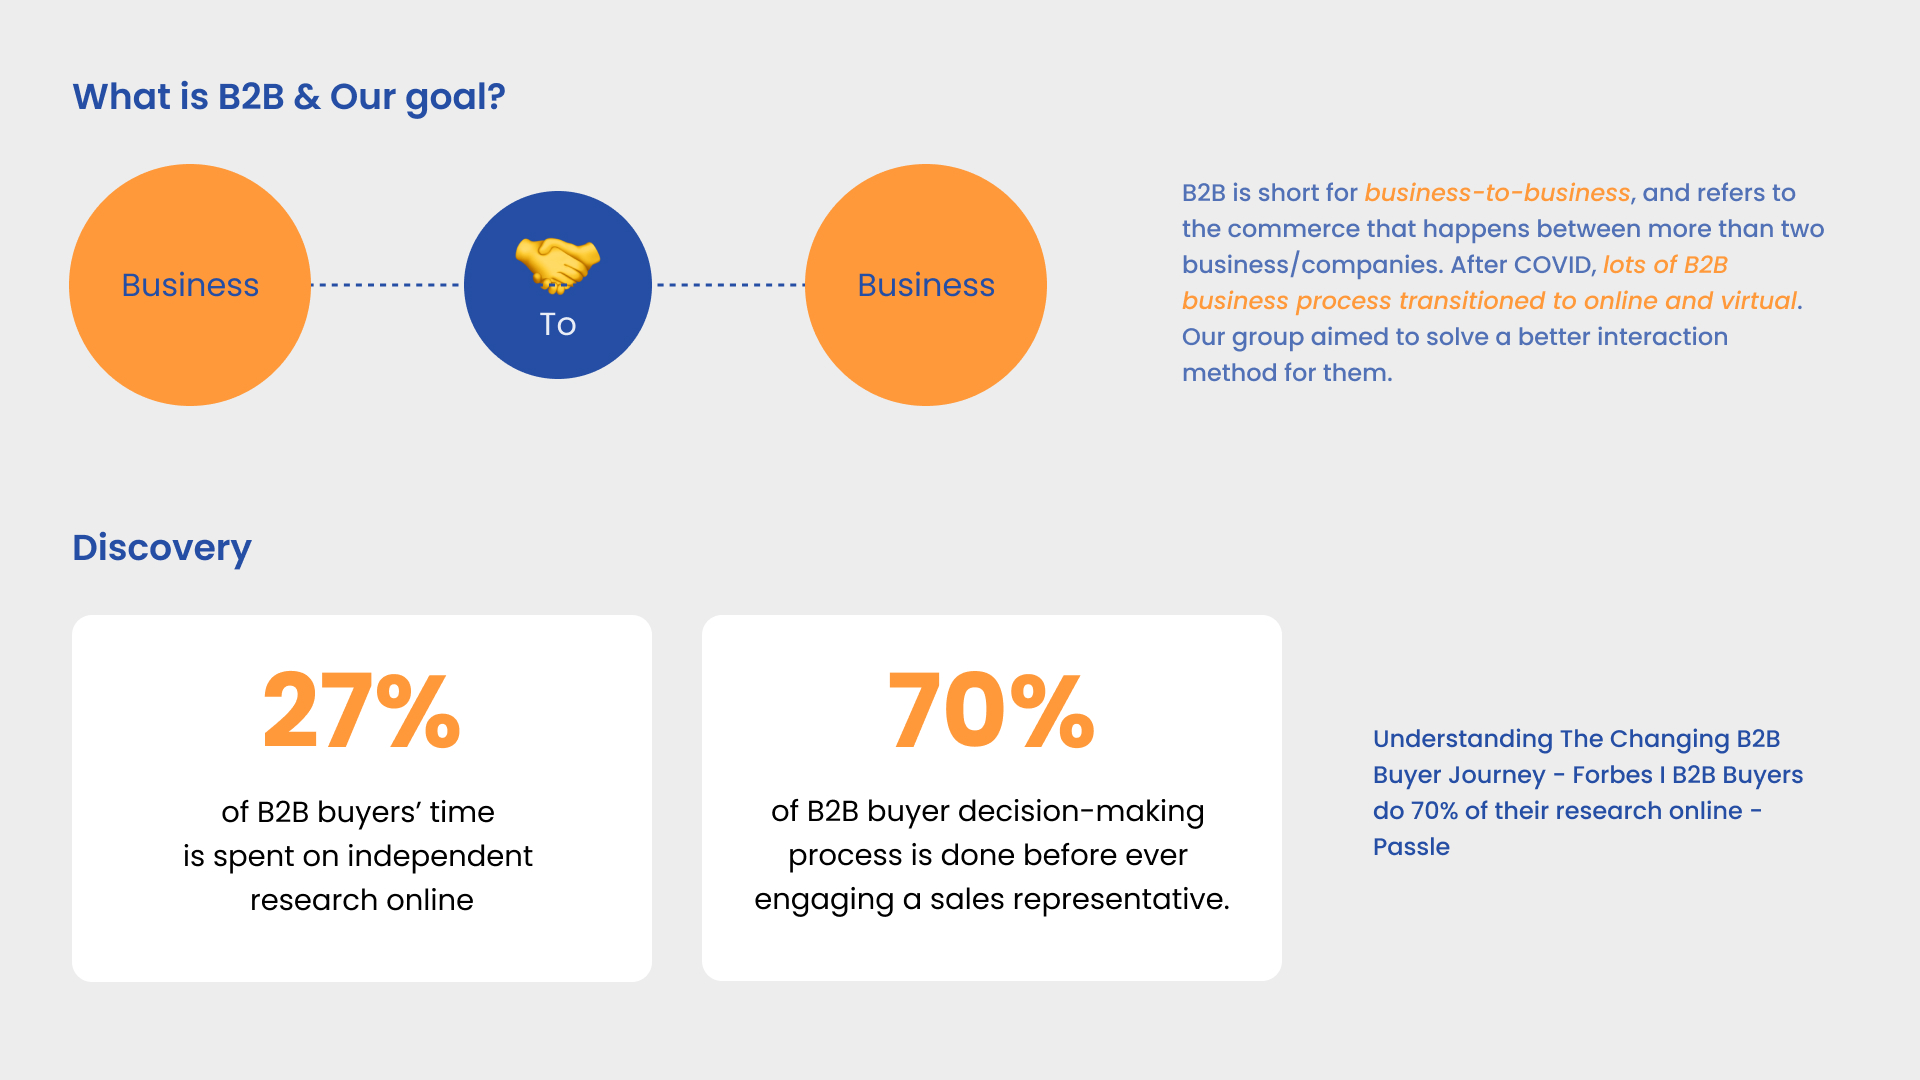 What is B2B & Our goal?
Business
To
Business
B2B is short for business-to-business, and refers to
the commerce that happens between more than two
business/companies. After COVID, lots of B2B
business process transitioned to online and virtual.
Our group aimed to solve a better interaction
method for them.
Discovery
27%
of B2B buyers’ time
is spent on independent
research online
70%
of B2B buyer decision-making
process is done before ever
engaging a sales representative.
Understanding The Changing B2B
Buyer Journey - Forbes I B2B Buyers
do 70% of their research online -
Passle